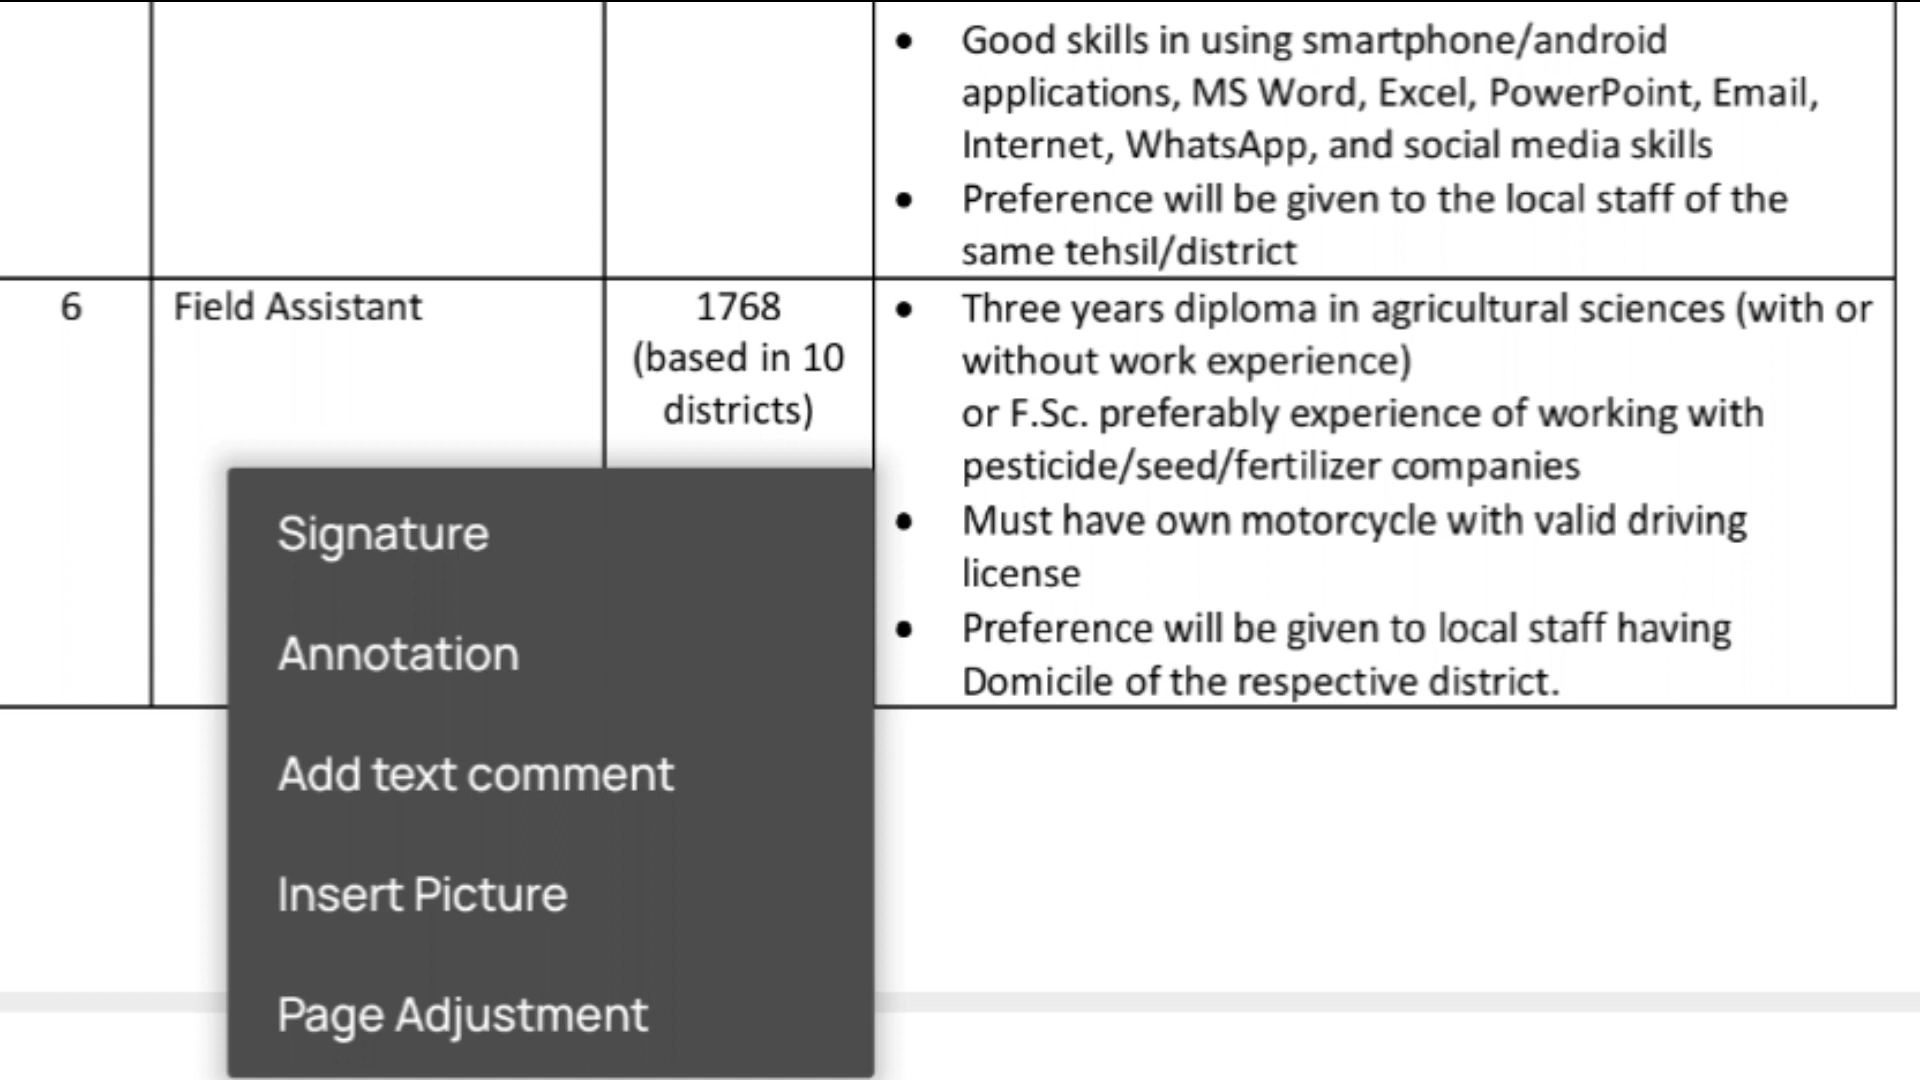 Good skills in using smartphone/android
applications, MS Word, Excel, PowerPoint, Email,
Internet, WhatsApp, and social media skills
Preference will be given to the local staff of the
same tehsil/district
6
Field Assistant
1768
(based in 10
districts)
Three years diploma in agricultural sciences (with or
without work experience)
or F.Sc. preferably experience of working with
pesticide/seed/fertilizer companies
Must have own motorcycle with valid driving
license
Preference will be given to local staff having
Domicile of the respective district.
Signature
Annotation
Add text comment
Insert Picture
Page Adjustment